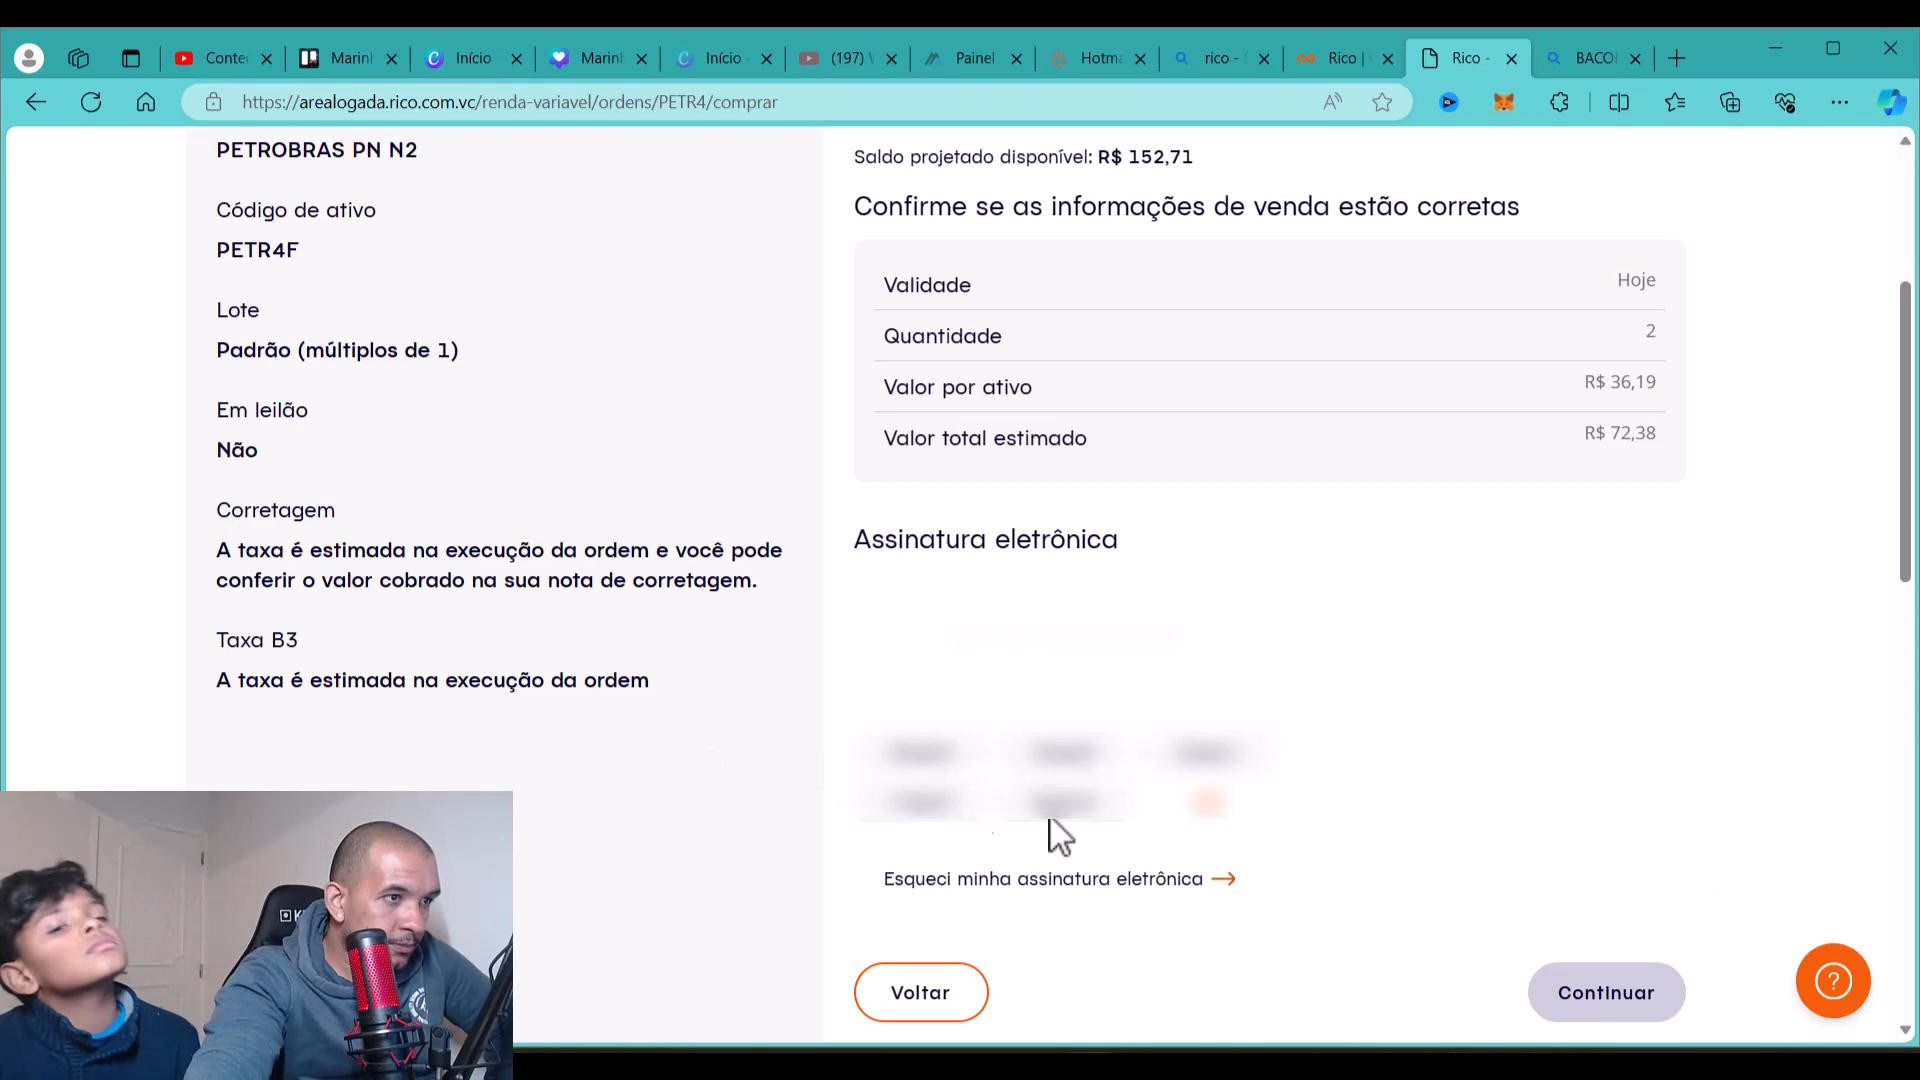 Conte
Marinh
Início
Marinh
Início
(197) V
Painel
Hotma
rico - S
Rico |
Rico -
BACO
https://arealogada.rico.com.vc/renda-variavel/ordens/PETR4/comprar
PETROBRAS PN N2
Código de ativo
PETR4F
Lote
Padrão (múltiplos de 1)
Em leilão
Não
Corretagem
A taxa é estimada na execução da ordem e você pode
conferir o valor cobrado na sua nota de corretagem.
Taxa B3
A taxa é estimada na execução da ordem
Saldo projetado disponível: R$ 152,71
Confirme se as informações de venda estão corretas
Validade Hoje
Quantidade 2
Valor por ativo R$ 36,19
Valor total estimado R$ 72,38
Assinatura eletrônica
Esqueci minha assinatura eletrônica
Voltar
Continuar